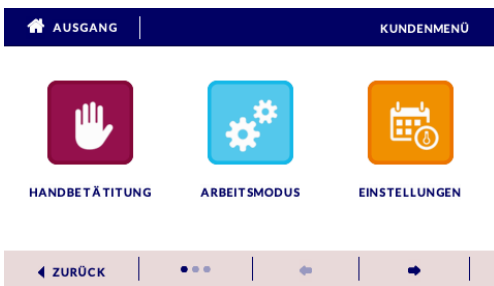 AUSGANG KUNDENMENÜ
HANDBETÄTITUNG ARBEITSMODUS EINSTELLUNGEN
ZURÜCK